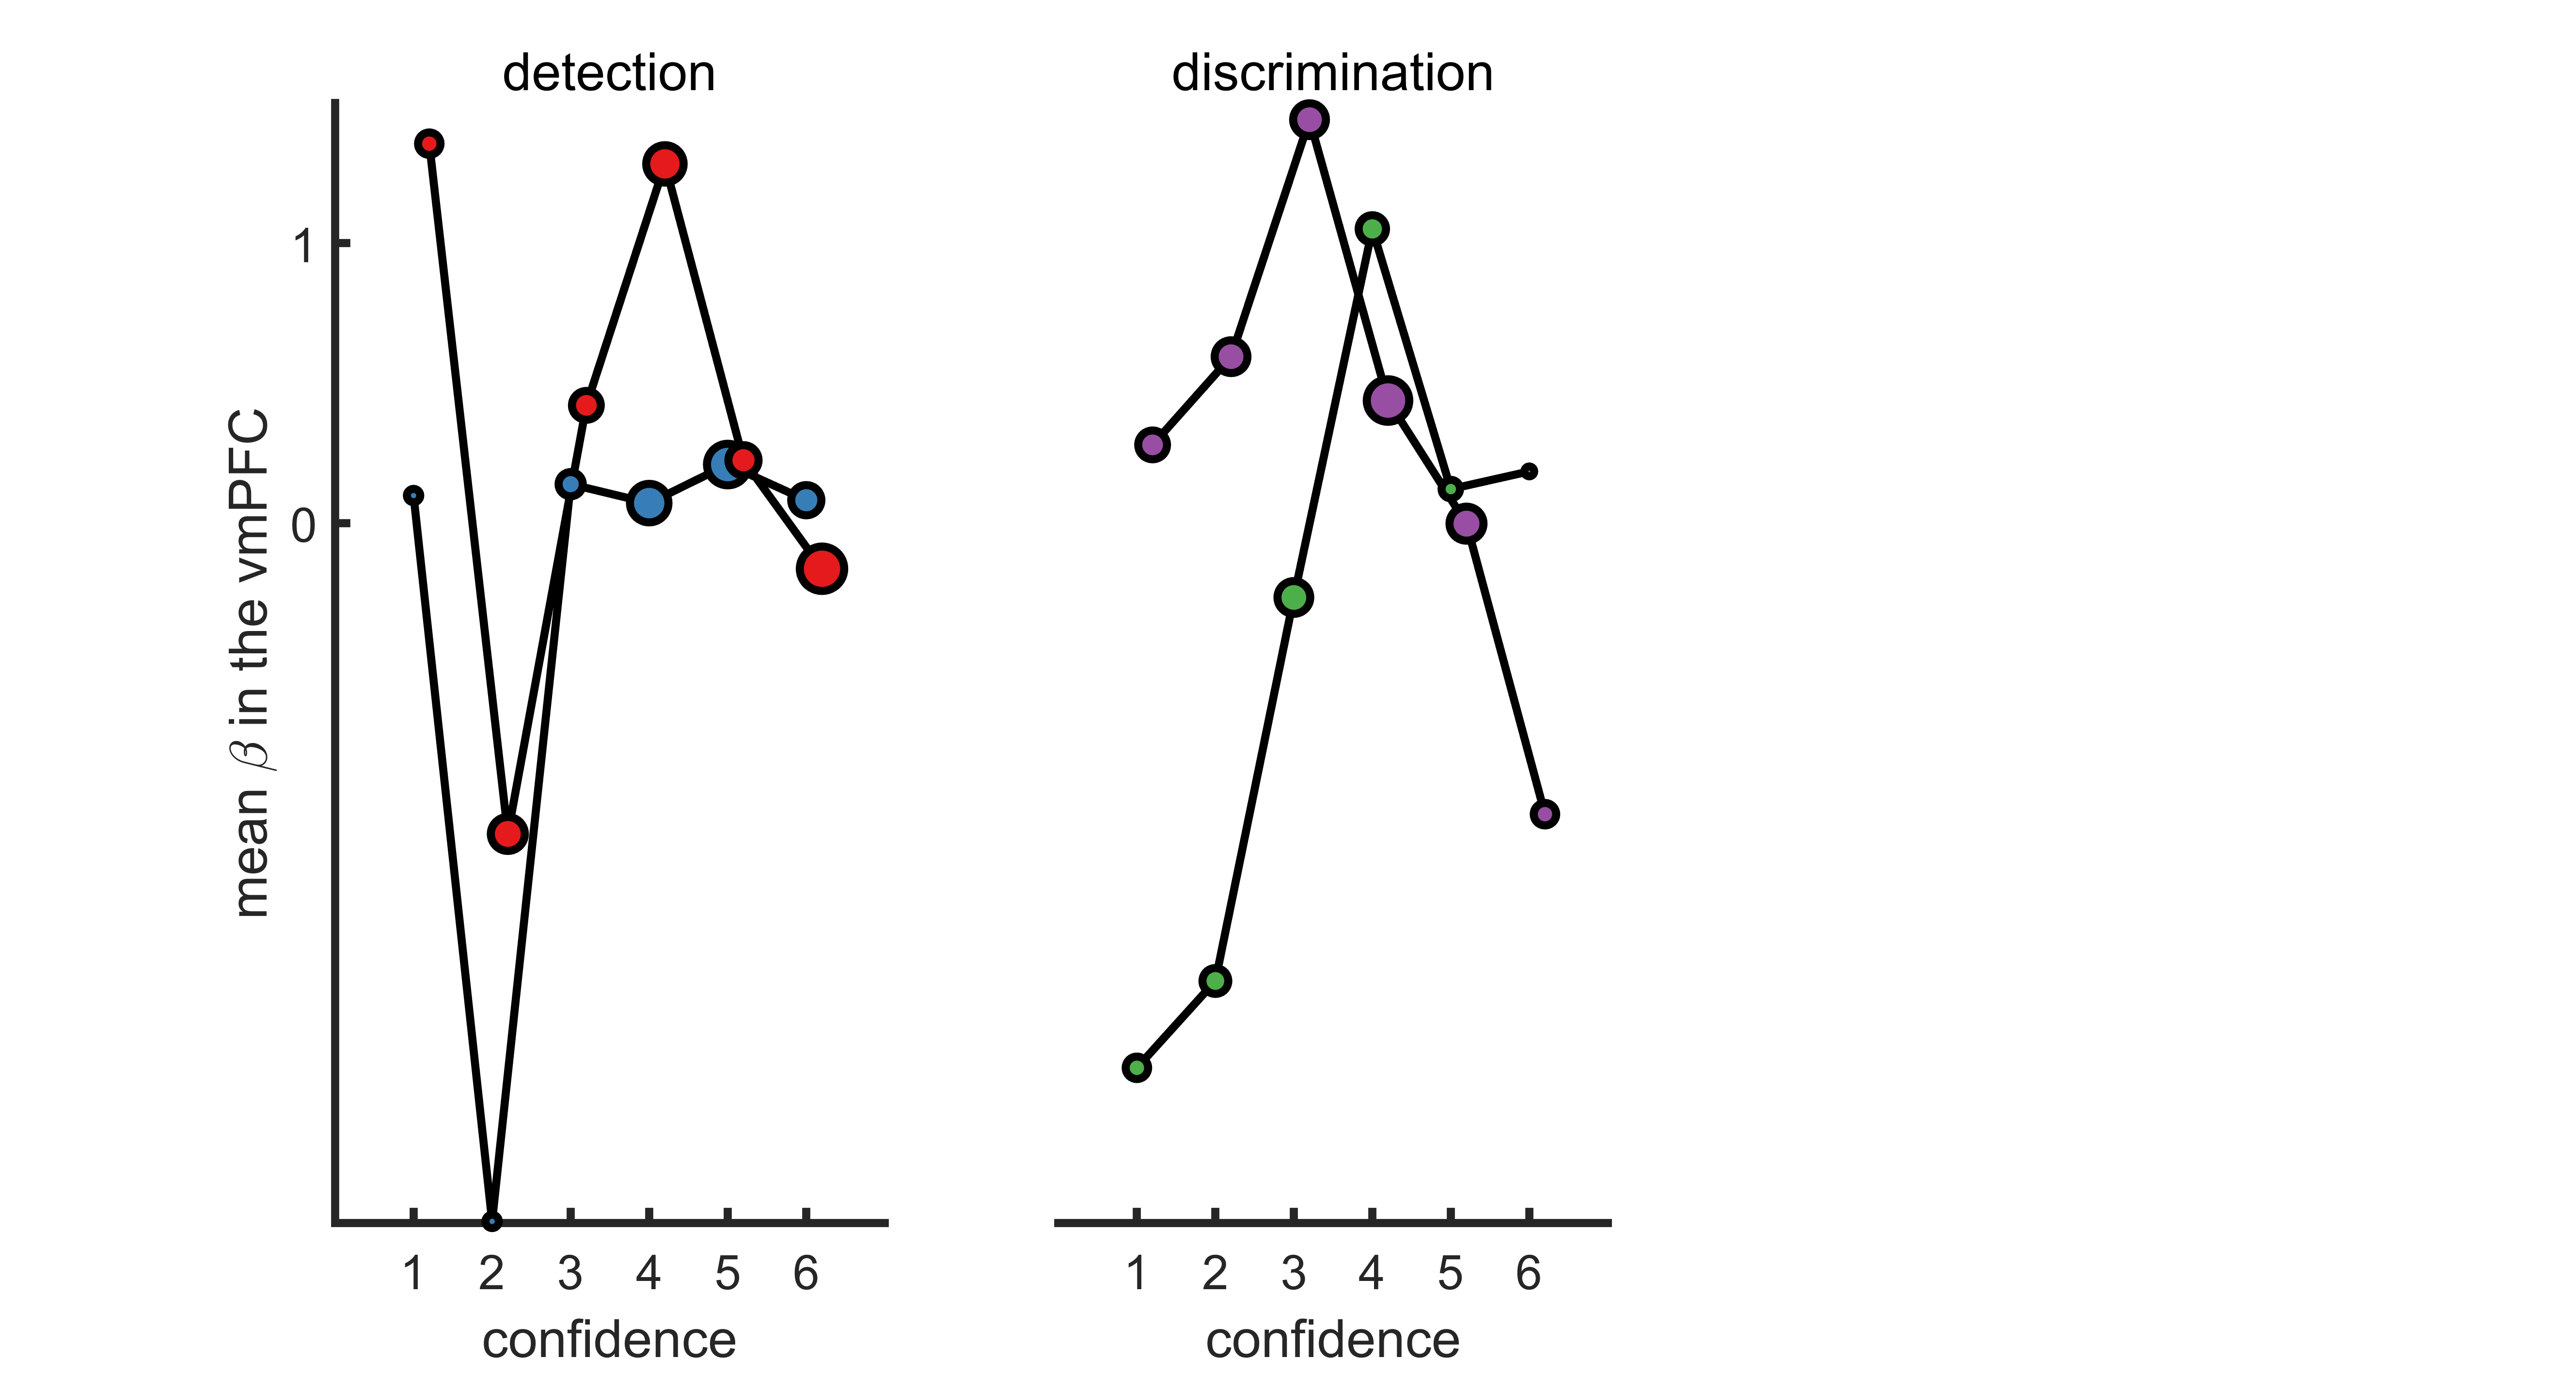 detection
discrimination
mean β in the vmPFC
1
0
1 2 3 4 5 6
1 2 3 4 5 6
confidence
confidence